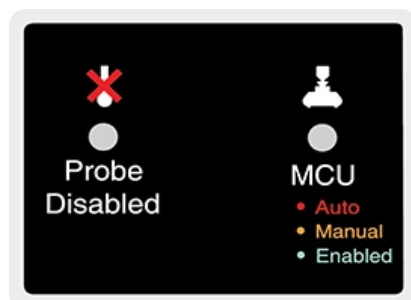 Probe
Disabled
MCU
• Auto
• Manual
• Enabled